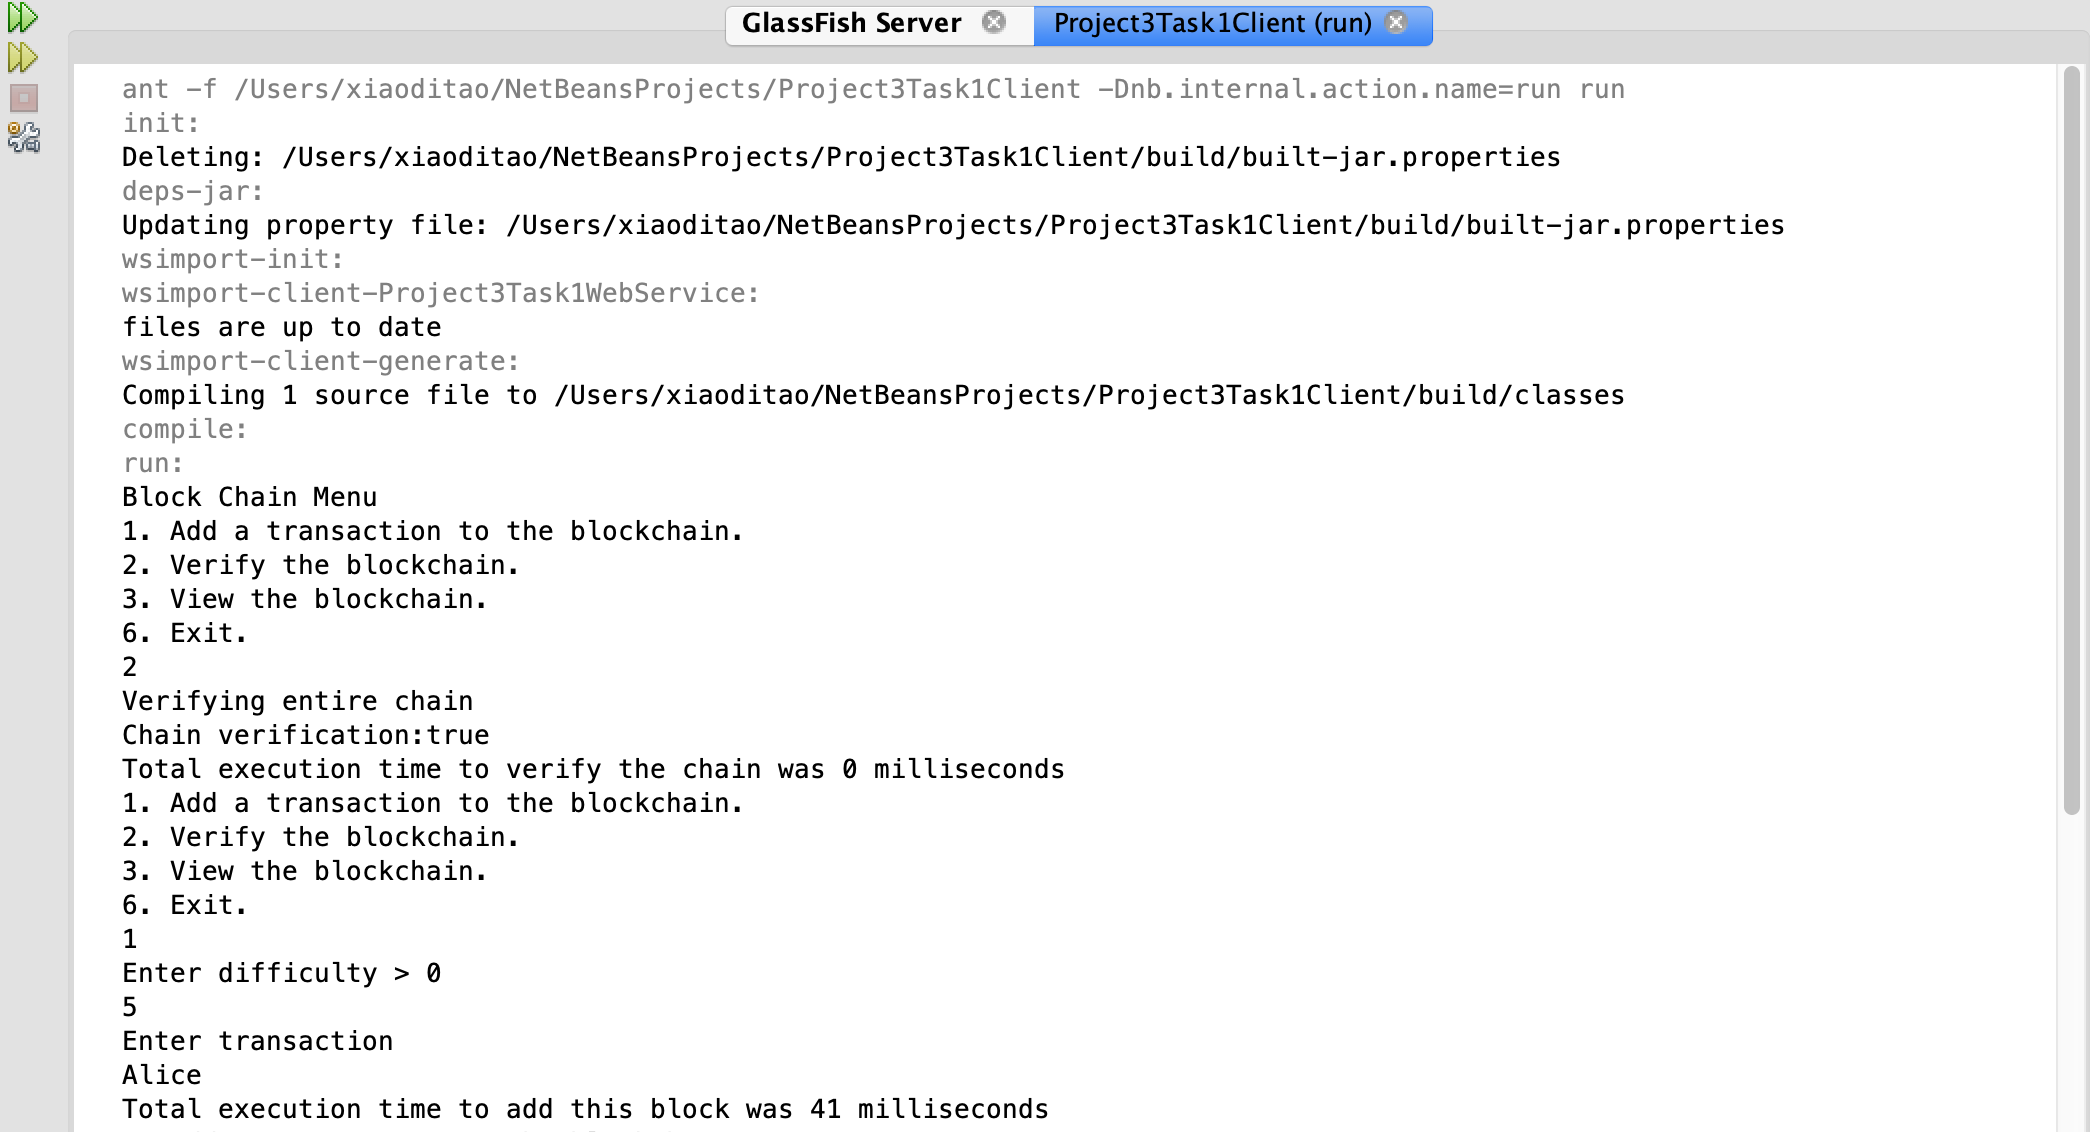 GlassFish Server
Project3Task1Client (run)
ant -f /Users/xiaoditao/NetBeansProjects/Project3Task1Client -Dnb.internal.action.name=run run
init:
Deleting: /Users/xiaoditao/NetBeansProjects/Project3Task1Client/build/built-jar.properties
deps-jar:
Updating property file: /Users/xiaoditao/NetBeansProjects/Project3Task1Client/build/built-jar.properties
wsimport-init:
wsimport-client-Project3Task1WebService:
files are up to date
wsimport-client-generate:
Compiling 1 source file to /Users/xiaoditao/NetBeansProjects/Project3Task1Client/build/classes
compile:
run:
Block Chain Menu
1. Add a transaction to the blockchain.
2. Verify the blockchain.
3. View the blockchain.
6. Exit.
2
Verifying entire chain
Chain verification:true
Total execution time to verify the chain was 0 milliseconds
1. Add a transaction to the blockchain.
2. Verify the blockchain.
3. View the blockchain.
6. Exit.
1
Enter difficulty > 0
5
Enter transaction
Alice
Total execution time to add this block was 41 milliseconds